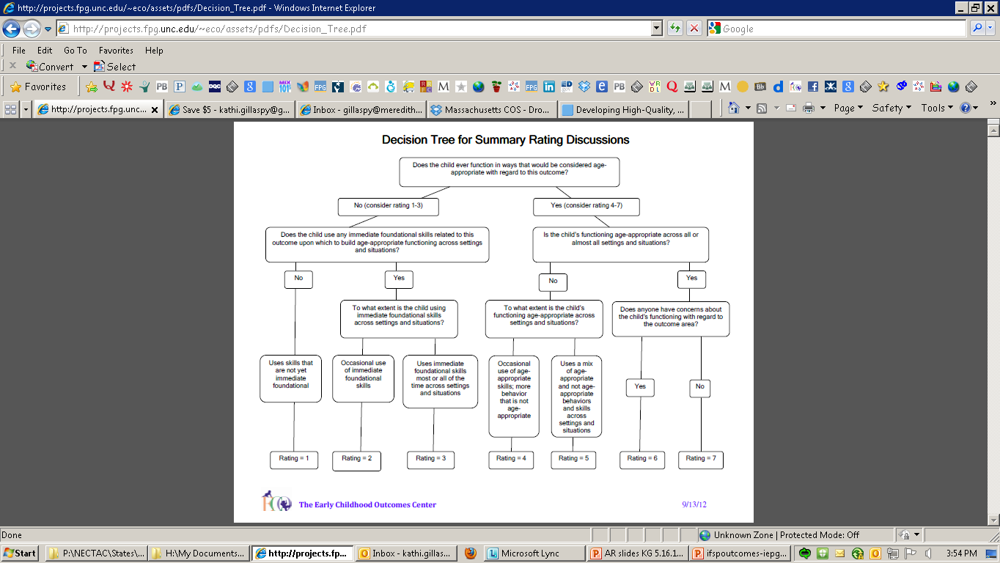 http://projects.fpg.unc.edu/~eco/assets/pdfs/Decision_Tree.pdf - Windows Internet Explorer
http://projects.fpg.unc.edu/~eco/assets/pdfs/Decision_Tree.pdf
Google
File Edit Go To Favorites Help
Convert Select
Favorites
PB P DQC MIX 101 FPG M FPG PB M Bb
http://projects.fpg.unc... Save $5 - kathi.gillaspy@g... Inbox - gillaspy@meredith... Massachusetts COS - Dro... Developing High-Quality, ... Page Safety Tools
Decision Tree for Summary Rating Discussions
Does the child ever function in ways that would be considered age-
appropriate with regard to this outcome?
No (consider rating 1-3)
Yes (consider rating 4-7)
Does the child use any immediate foundational skills related to this
outcome upon which to build age-appropriate functioning across settings
and situations?
Is the child's functioning age-appropriate across all or
almost all settings and situations?
No
Yes
No
Yes
To what extent is the child using
immediate foundational skills
across settings and situations?
To what extent is the child's
functioning age-appropriate across
settings and situations?
Does anyone have concerns about
the child's functioning with regard to
the outcome area?
Uses skills that
are not yet
immediate
foundational
Occasional use
of immediate
foundational
skills
Uses immediate
foundational skills
most or all of the
time across settings
and situations
Occasional
use of age-
appropriate
skills; more
behavior
that is not
age-
appropriate
Uses a mix
of age-
appropriate
and not age-
appropriate
behaviors
and skills
across
settings and
situations
Yes
No
Rating = 1
Rating = 2
Rating = 3
Rating = 4
Rating = 5
Rating = 6
Rating = 7
The Early Childhood Outcomes Center
9/13/12
Done
Unknown Zone | Protected Mode: Off
Start P:\NECTAC\States\... H:\My Documents... http://projects.fp... Inbox - kathi.gillas... Microsoft Lync AR slides KG 5.16.1... ifspoutcomes-iepg... 3:54 PM